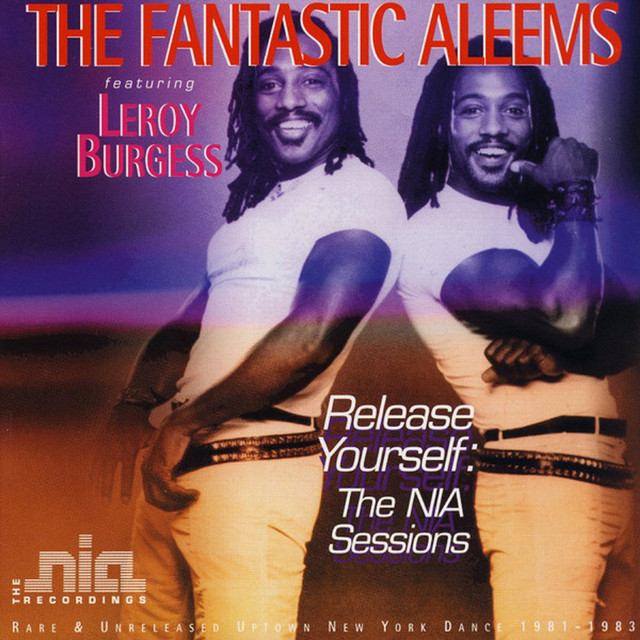 THE FANTASTIC ALEEMS
featuring
LEROY
BURGESS
Release
Yourself:
The NIA
Sessions
THE nia
RECORDINGS
RARE & UNRELEASED UPTOWN NEW YORK DANCE 1981-1983